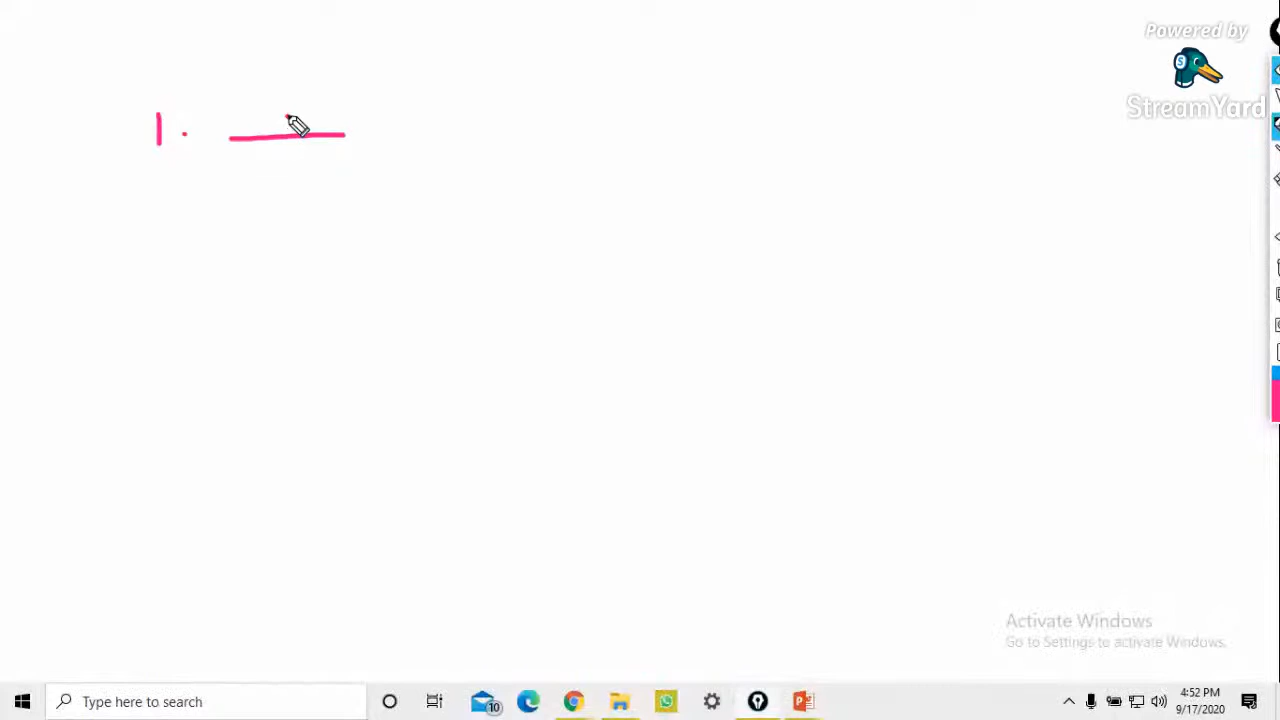 Powered by
StreamYard
1.
Activate Windows
Go to Settings to activate Windows.
Type here to search
10
4:52 PM
9/17/2020